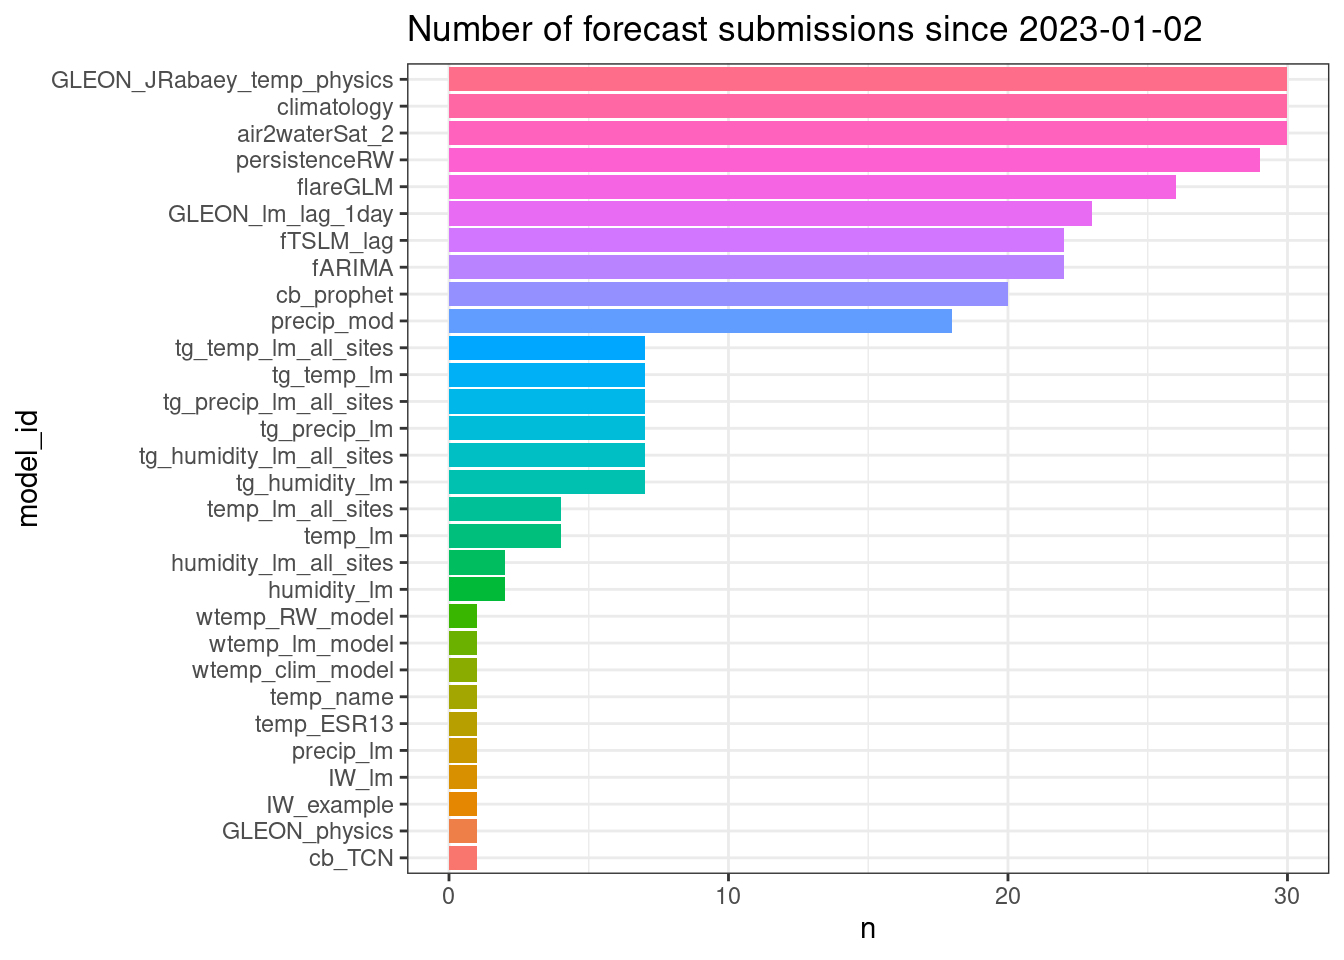 Number of forecast submissions since 2023-01-02
GLEON_JRabaey_temp_physics
climatology
air2waterSat_2
persistenceRW
flareGLM
GLEON_lm_lag_1day
fTSLM_lag
fARIMA
cb_prophet
precip_mod
tg_temp_lm_all_sites
tg_temp_lm
tg_precip_lm_all_sites
tg_precip_lm
tg_humidity_lm_all_sites
tg_humidity_lm
temp_lm_all_sites
temp_lm
humidity_lm_all_sites
humidity_lm
wtemp_RW_model
wtemp_lm_model
wtemp_clim_model
temp_name
temp_ESR13
precip_lm
IW_lm
IW_example
GLEON_physics
cb_TCN
model_id
0 10 20 30
n